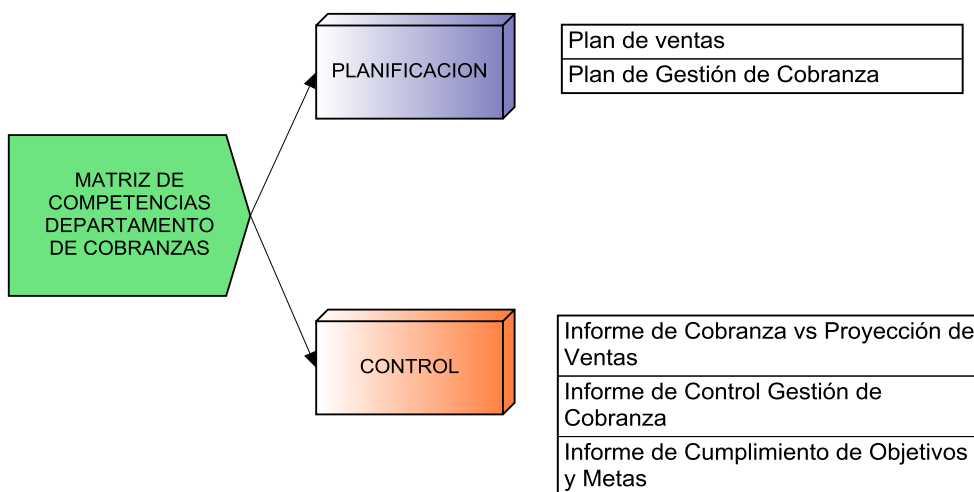 PLANIFICACION
Plan de ventas
Plan de Gestión de Cobranza
MATRIZ DE
COMPETENCIAS
DEPARTAMENTO
DE COBRANZAS
CONTROL
Informe de Cobranza vs Proyección de
Ventas
Informe de Control Gestión de
Cobranza
Informe de Cumplimiento de Objetivos
y Metas